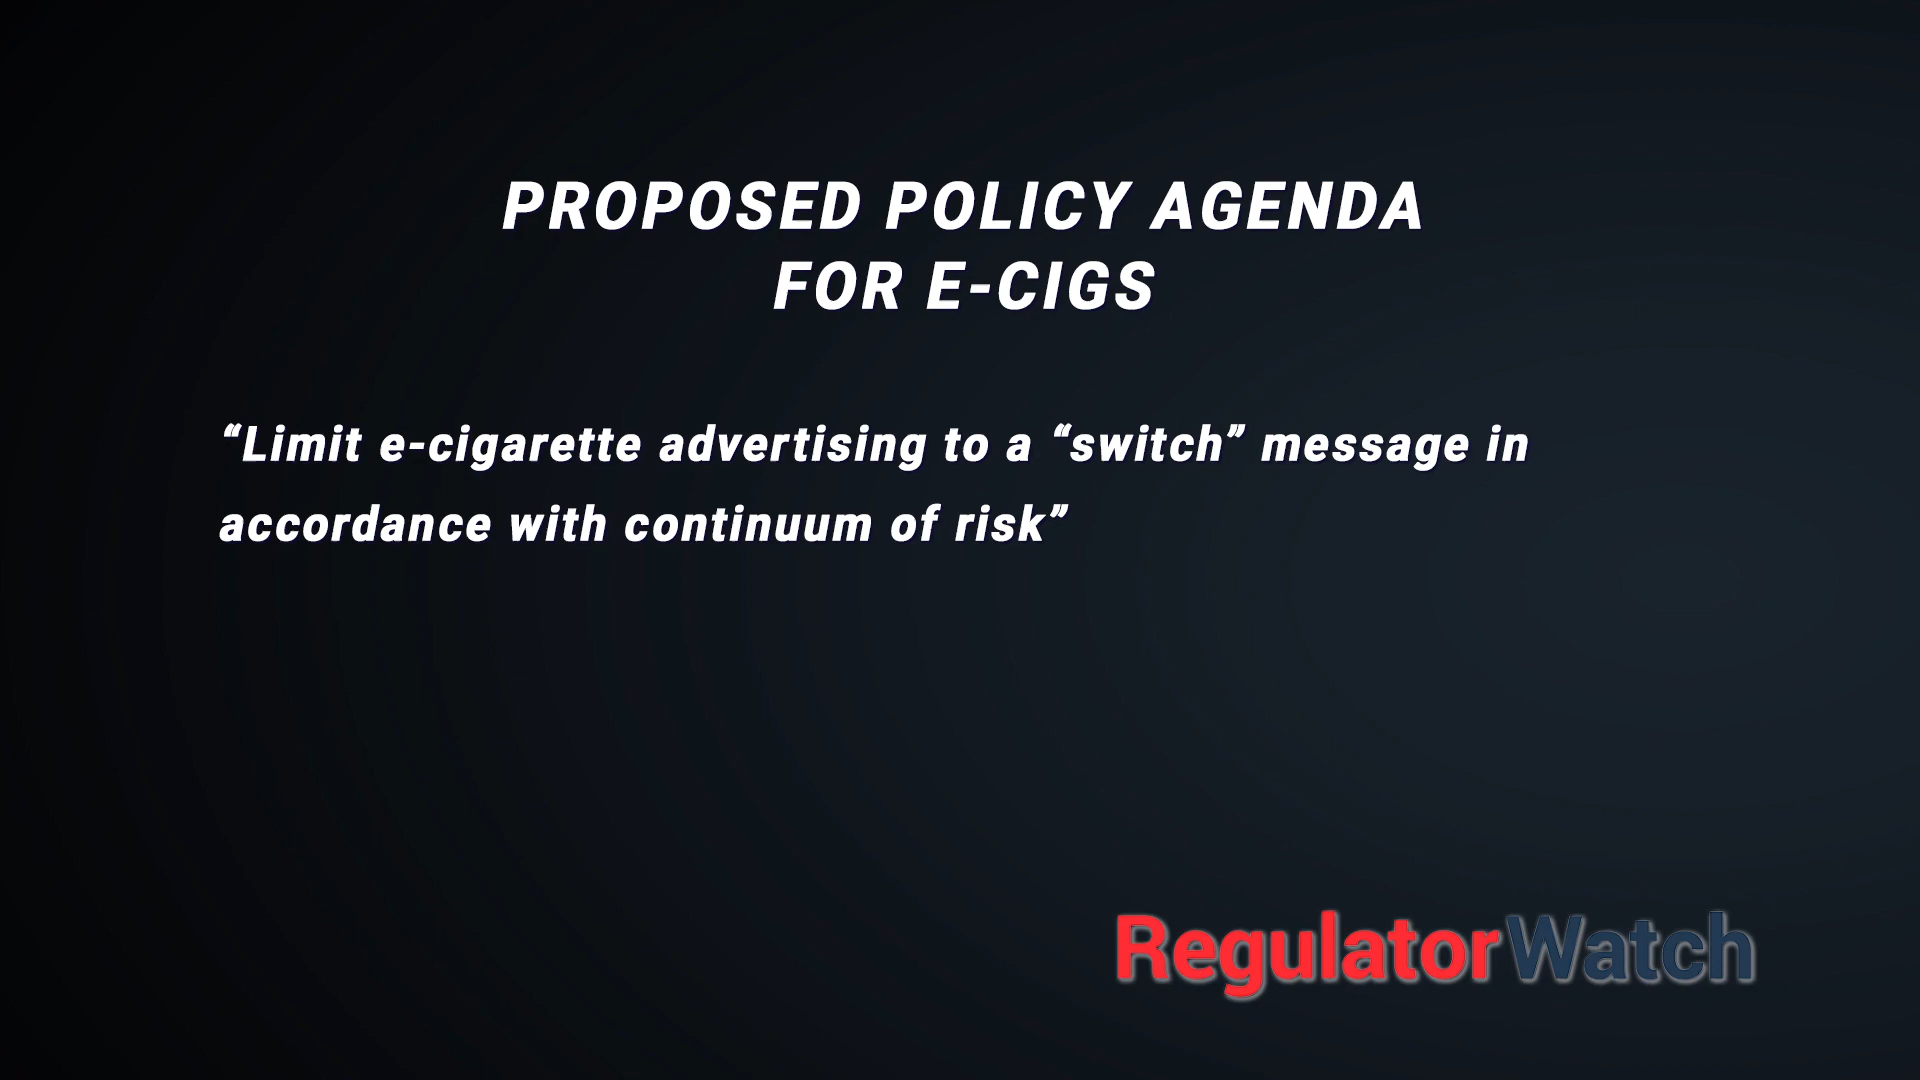 PROPOSED POLICY AGENDA
FOR E-CIGS
“Limit e-cigarette advertising to a “switch” message in
accordance with continuum of risk”
RegulatorWatch